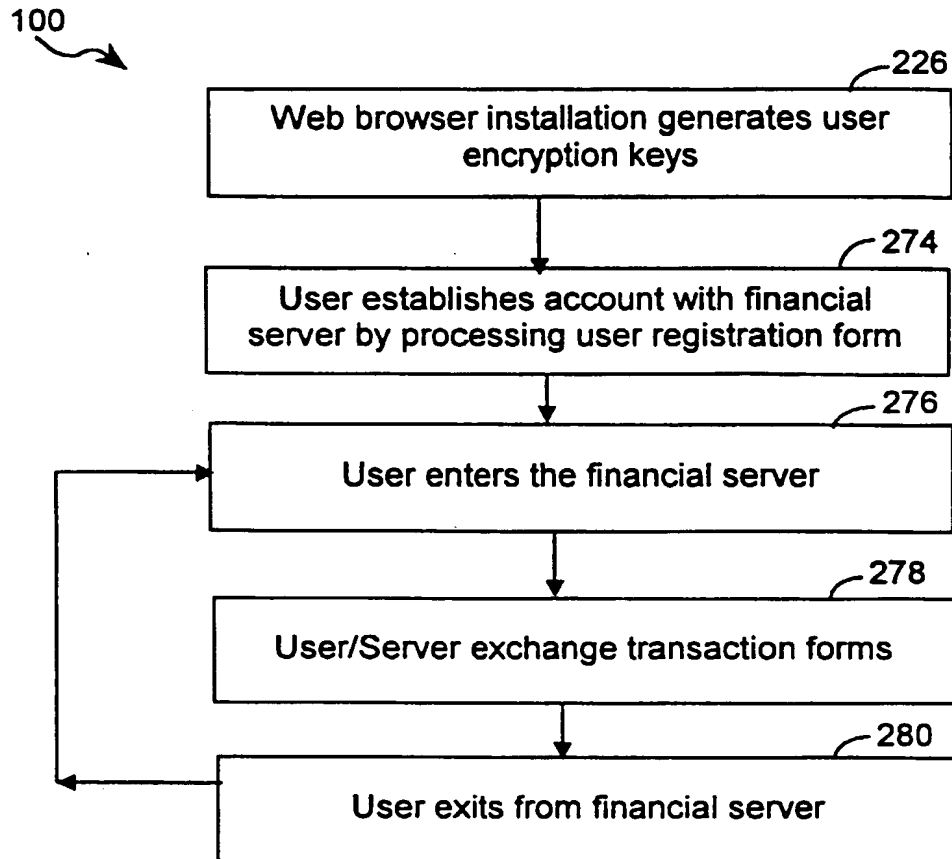 100
226
Web browser installation generates user
encryption keys
274
User establishes account with financial
server by processing user registration form
276
User enters the financial server
278
User/Server exchange transaction forms
280
User exits from financial server